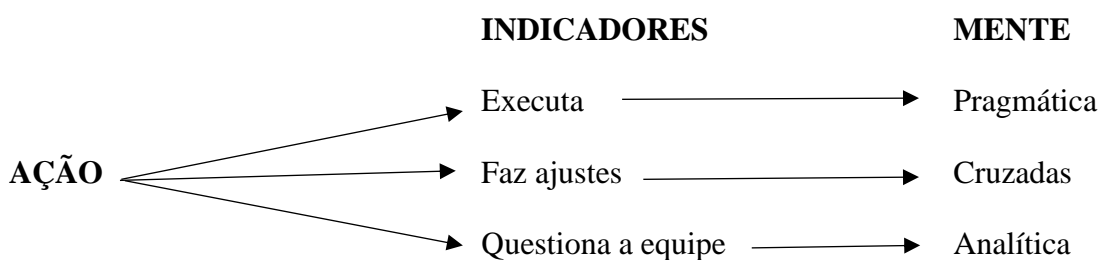 INDICADORES MENTE
Executa Pragmática
AÇÃO Faz ajustes Cruzadas
Questiona a equipe Analítica